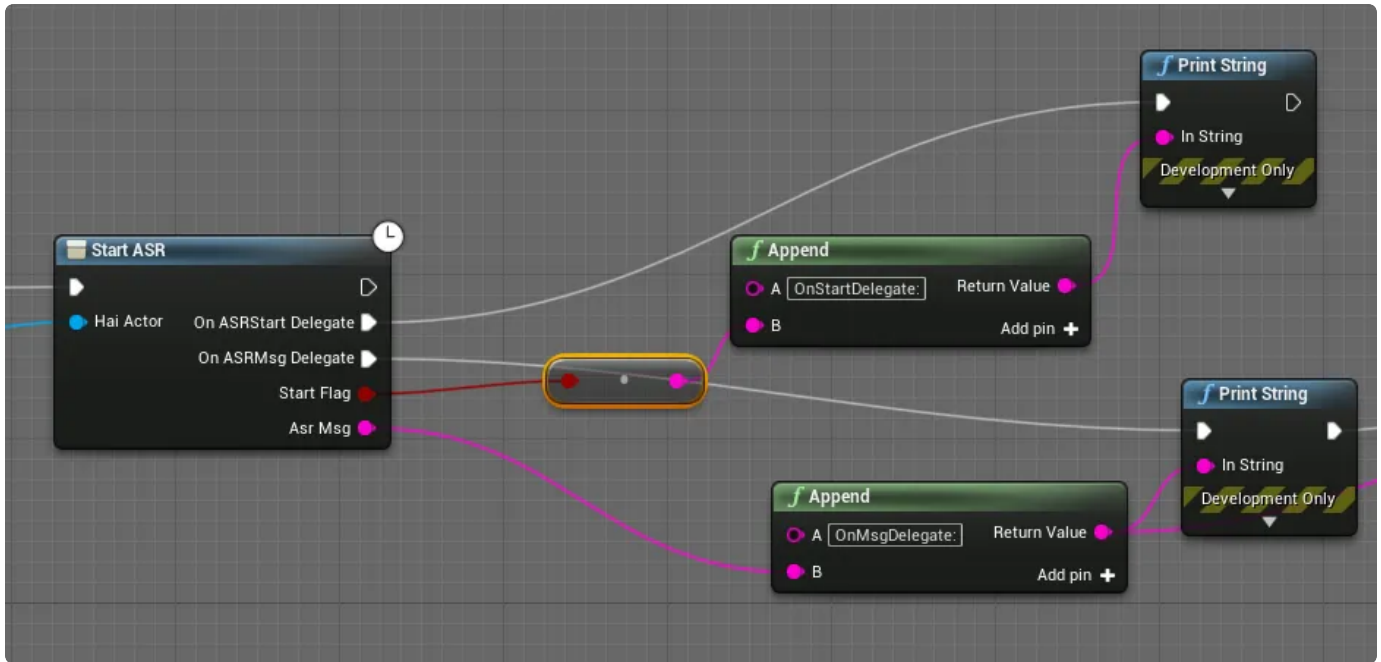 Print String
In String
Development Only
Start ASR
Hai Actor
On ASRStart Delegate
On ASRMsg Delegate
Start Flag
Asr Msg
f Append
A OnStartDelegate: Return Value
B
Add pin +
f Print String
In String
Development Only
f Append
A OnMsgDelegate: Return Value
B
Add pin +